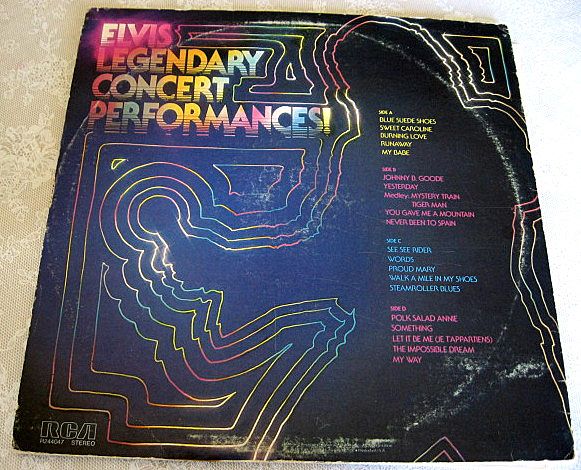 ELVIS
LEGENDARY
CONCERT
PERFORMANCES!
SIDE A
BLUE SUEDE SHOES
SWEET CAROLINE
BURNING LOVE
RUNAWAY
MY BABE
SIDE B
JOHNNY B. GOODE
YESTERDAY
Medley: MYSTERY TRAIN
TIGER MAN
YOU GAVE ME A MOUNTAIN
NEVER BEEN TO SPAIN
SIDE C
SEE SEE RIDER
WORDS
PROUD MARY
WALK A MILE IN MY SHOES
STEAMROLLER BLUES
SIDE D
POLK SALAD ANNIE
SOMETHING
LET IT BE ME (JE T'APPARTIENS)
THE IMPOSSIBLE DREAM
MY WAY
RCA
R244047 STEREO